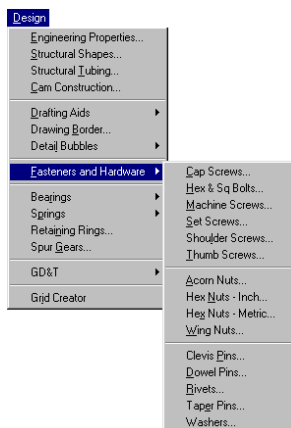 Design
Engineering Properties...
Structural Shapes...
Structural Tubing...
Cam Construction...
Drafting Aids
Drawing Border...
Detail Bubbles
Fasteners and Hardware
Bearings
Springs
Retaining Rings...
Spur Gears...
GD&T
Grid Creator
Cap Screws...
Hex & Sq Bolts...
Machine Screws...
Set Screws...
Shoulder Screws...
Thumb Screws...
Acorn Nuts...
Hex Nuts - Inch...
Hex Nuts - Metric...
Wing Nuts...
Clevis Pins...
Dowel Pins...
Rivets...
Taper Pins...
Washers...